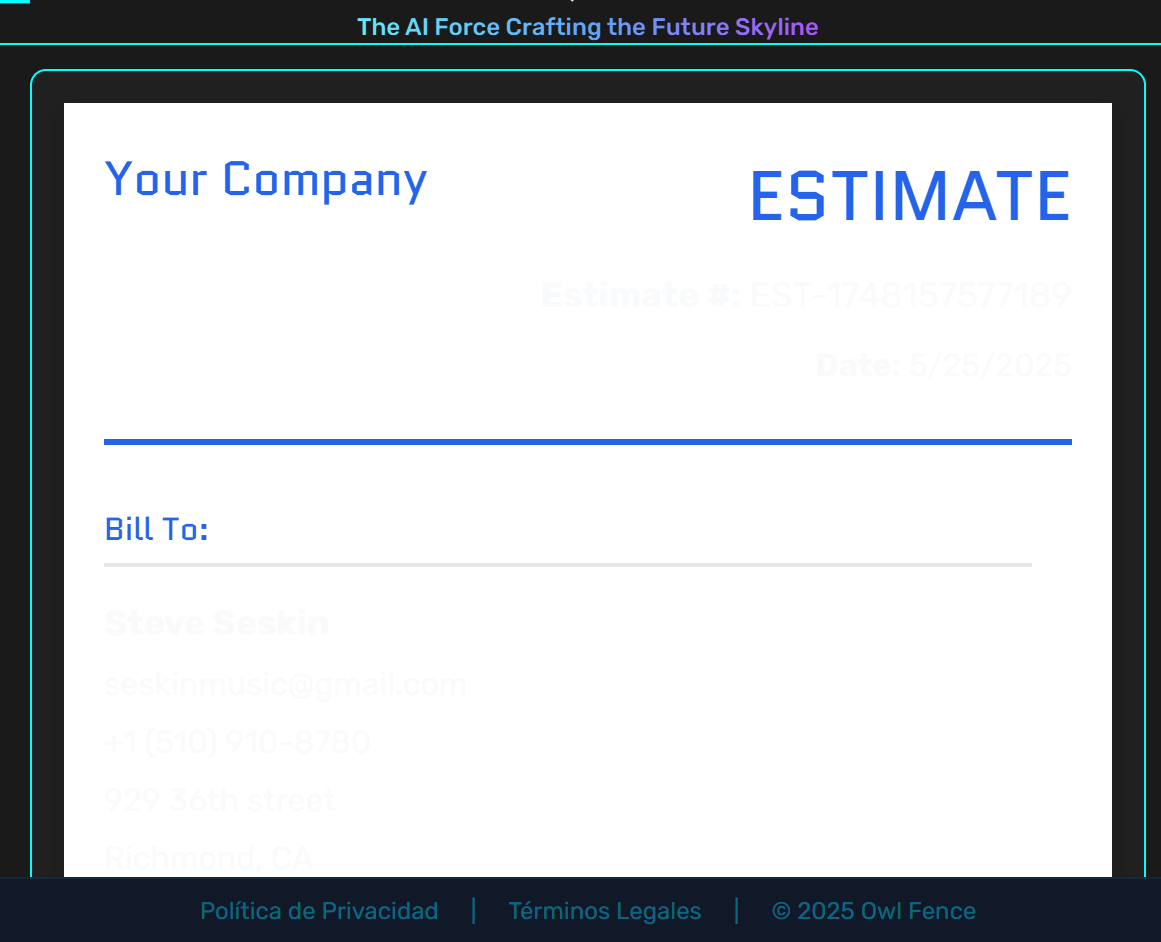 The AI Force Crafting the Future Skyline
Your Company
ESTIMATE
Estimate #: EST-1748157577189
Date: 5/25/2025
Bill To:
Steve Seskin
seskinmusic@gmail.com
+1 (510) 910-8780
929 36th street
Richmond, CA
Política de Privacidad | Términos Legales | © 2025 Owl Fence